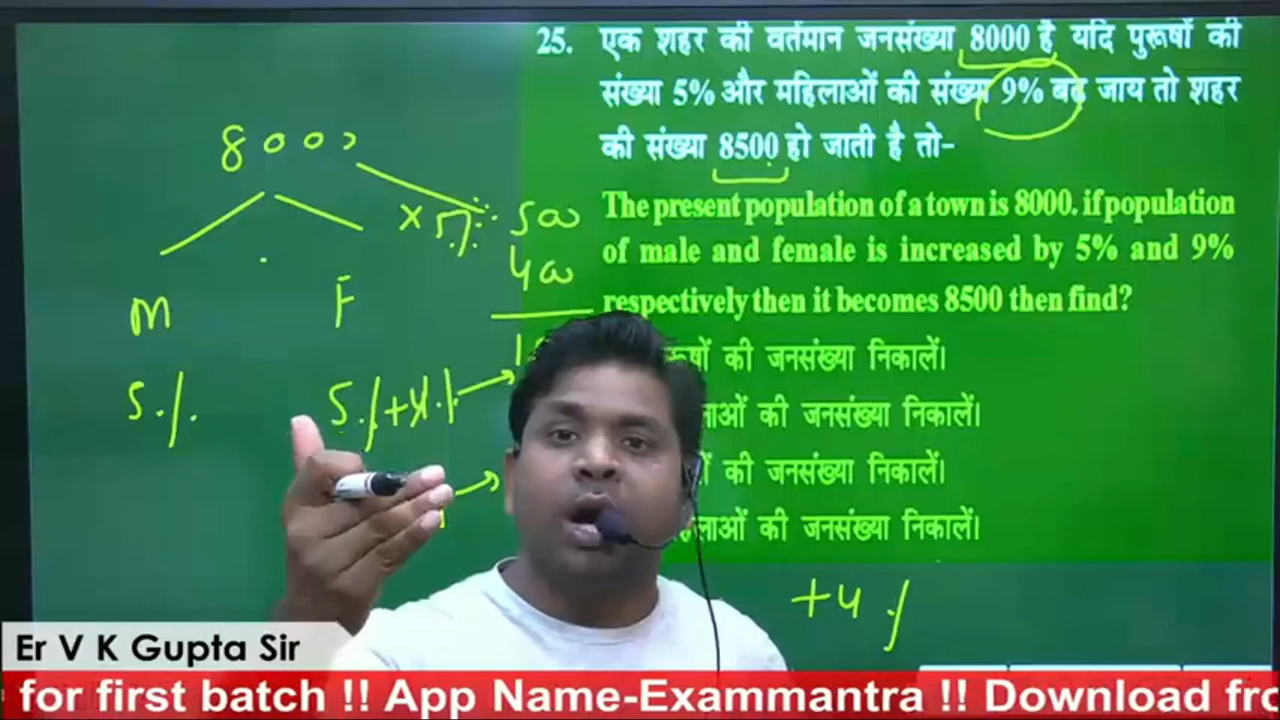 25. एक शहर की वर्तमान जनसंख्या 8000 है यदि पुरूषों की
संख्या 5% और महिलाओं की संख्या 9% बढ़ जाय तो शहर
की संख्या 8500 हो जाती है तो-
The present population of a town is 8000. if population
of male and female is increased by 5% and 9%
respectively then it becomes 8500 then find?
की जनसंख्या निकालें।
की जनसंख्या निकालें।
की जनसंख्या निकालें।
की जनसंख्या निकालें।
8000
×5%
500
400
M F
5% 5%+4%
+4%
Er V K Gupta Sir
for first batch !! App Name-Exammantra !! Download